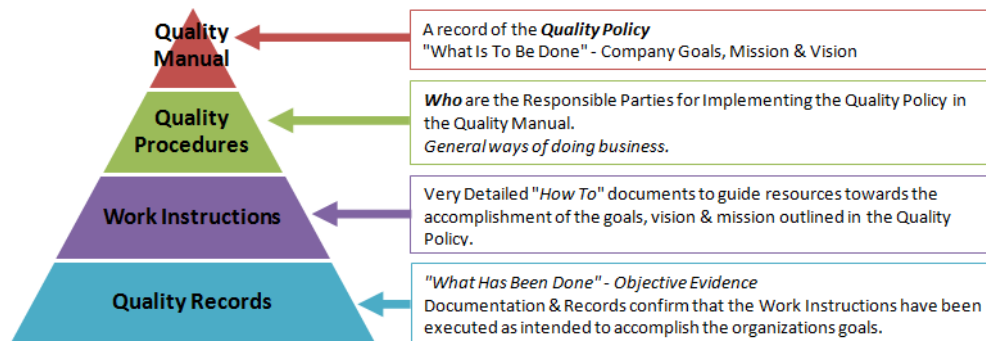 Quality
Manual
A record of the Quality Policy
"What Is To Be Done" - Company Goals, Mission & Vision
Quality
Procedures
Who are the Responsible Parties for Implementing the Quality Policy in
the Quality Manual.
General ways of doing business.
Work Instructions
Very Detailed "How To" documents to guide resources towards the
accomplishment of the goals, vision & mission outlined in the Quality
Policy.
Quality Records
"What Has Been Done" - Objective Evidence
Documentation & Records confirm that the Work Instructions have been
executed as intended to accomplish the organizations goals.